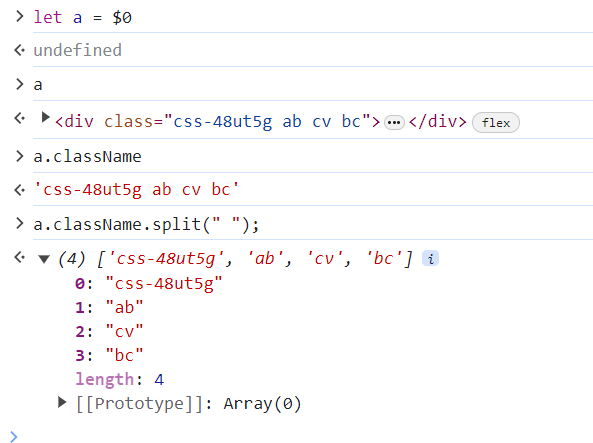 let a = $0
undefined
a
<div class="css-48ut5g ab cv bc">…</div> flex
a.className
'css-48ut5g ab cv bc'
a.className.split(" ");
(4) ['css-48ut5g', 'ab', 'cv', 'bc'] i
0: "css-48ut5g"
1: "ab"
2: "cv"
3: "bc"
length: 4
[[Prototype]]: Array(0)